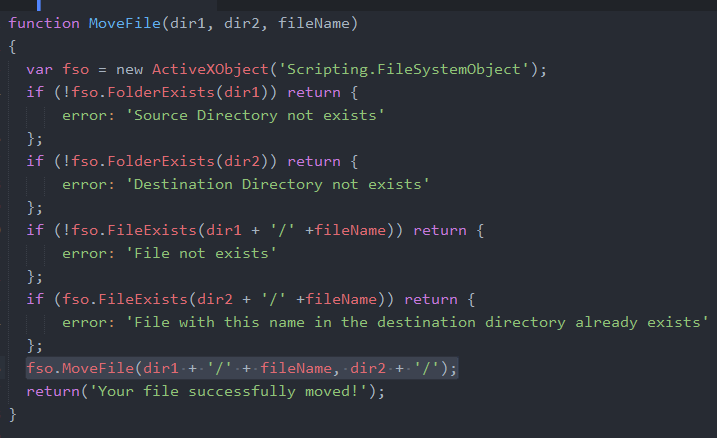 function MoveFile(dir1, dir2, fileName)
{
  var fso = new ActiveXObject('Scripting.FileSystemObject');
  if (!fso.FolderExists(dir1)) return {
      error: 'Source Directory not exists'
  };
  if (!fso.FolderExists(dir2)) return {
      error: 'Destination Directory not exists'
  };
  if (!fso.FileExists(dir1 + '/' +fileName)) return {
      error: 'File not exists'
  };
  if (fso.FileExists(dir2 + '/' +fileName)) return {
      error: 'File with this name in the destination directory already exists'
  };
  fso.MoveFile(dir1 + '/' + fileName, dir2 + '/');
  return('Your file successfully moved!');
}